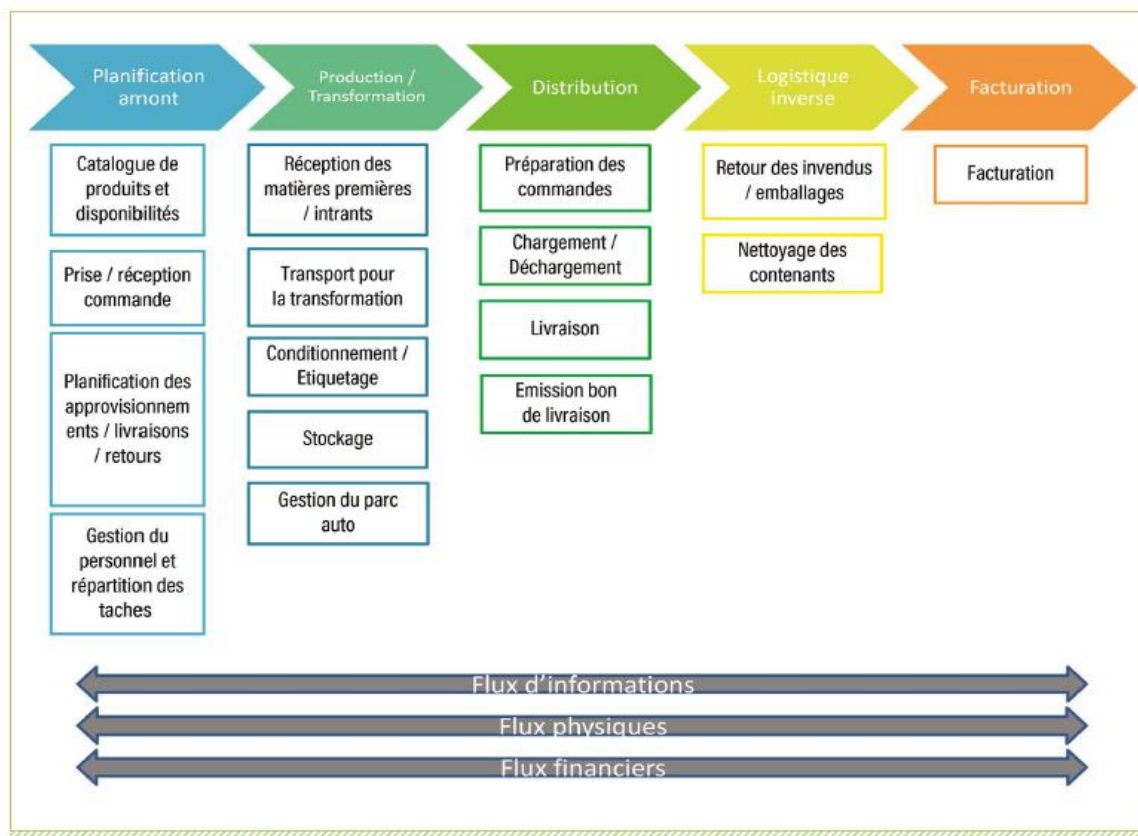 Planification
amont
Production /
Transformation
Distribution
Logistique
inverse
Facturation
Catalogue de
produits et
disponibilités
Prise / réception
commande
Planification des
approvisionnem
ents / livraisons
/ retours
Gestion du
personnel et
répartition des
taches
Réception des
matières premières
/ intrants
Transport pour
la transformation
Conditionnement /
Etiquetage
Stockage
Gestion du parc
auto
Préparation des
commandes
Chargement /
Déchargement
Livraison
Emission bon
de livraison
Retour des invendus
/ emballages
Nettoyage des
contenants
Facturation
Flux d’informations
Flux physiques
Flux financiers